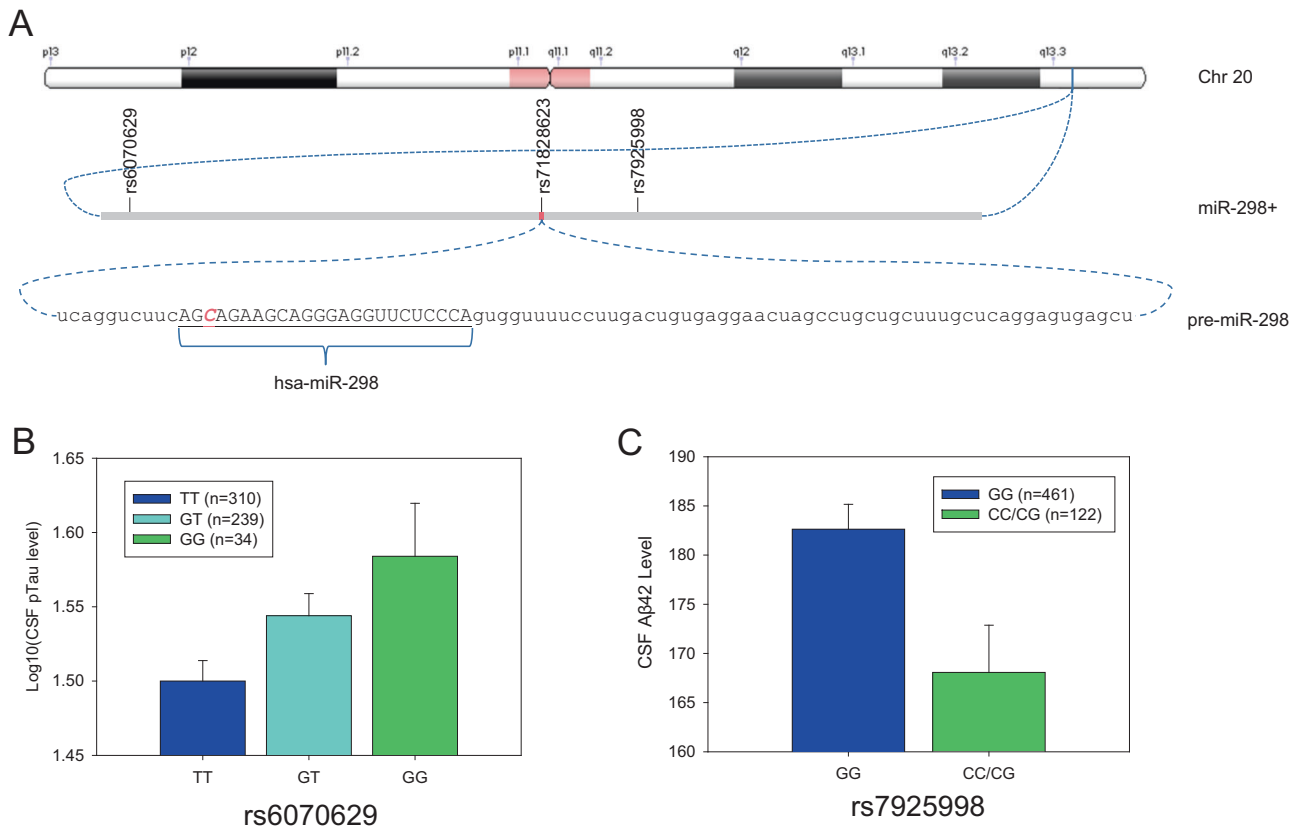 A
p13 p12 p11.2 p11.1 q11.1 q11.2 q12 q13.1 q13.2 q13.3
Chr 20
rs6070629
rs71828623
rs7925998
miR-298+
ucaggucuucAGCAGAAGCAGGGAGGUUCUCCCAgugguuuuccuugacugugaggaacuagccugcugcuuugcucaggagugagcu
pre-miR-298
hsa-miR-298
B
1.65
1.60
1.55
1.50
1.45
Log10(CSF pTau level)
TT (n=310)
GT (n=239)
GG (n=34)
TT GT GG
rs6070629
C
190
185
180
175
170
165
160
CSF Aβ42 Level
GG (n=461)
CC/CG (n=122)
GG CC/CG
rs7925998